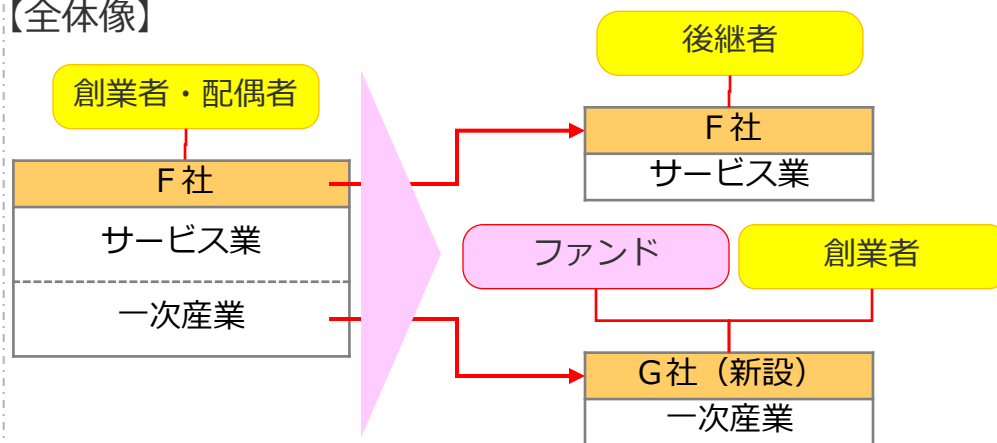 【全体像】
創業者・配偶者
Ｆ社
サービス業
一次産業
後継者
Ｆ社
サービス業
ファンド
創業者
Ｇ社（新設）
一次産業